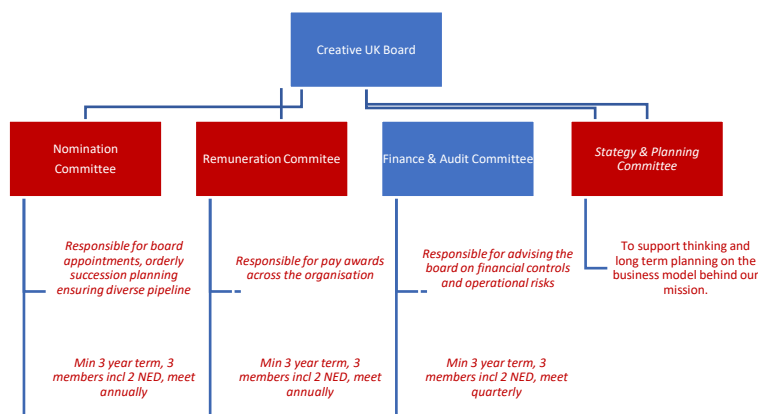 Creative UK Board
Nomination
Committee
Remuneration Commitee
Finance & Audit Committee
Stategy & Planning
Committee
Responsible for board
appointments, orderly
succession planning
ensuring diverse pipeline
Responsible for pay awards
across the organisation
Responsible for advising the
board on financial controls
and operational risks
To support thinking and
long term planning on the
business model behind our
mission.
Min 3 year term, 3
members incl 2 NED, meet
annually
Min 3 year term, 3
members incl 2 NED, meet
annually
Min 3 year term, 3
members incl 2 NED, meet
quarterly